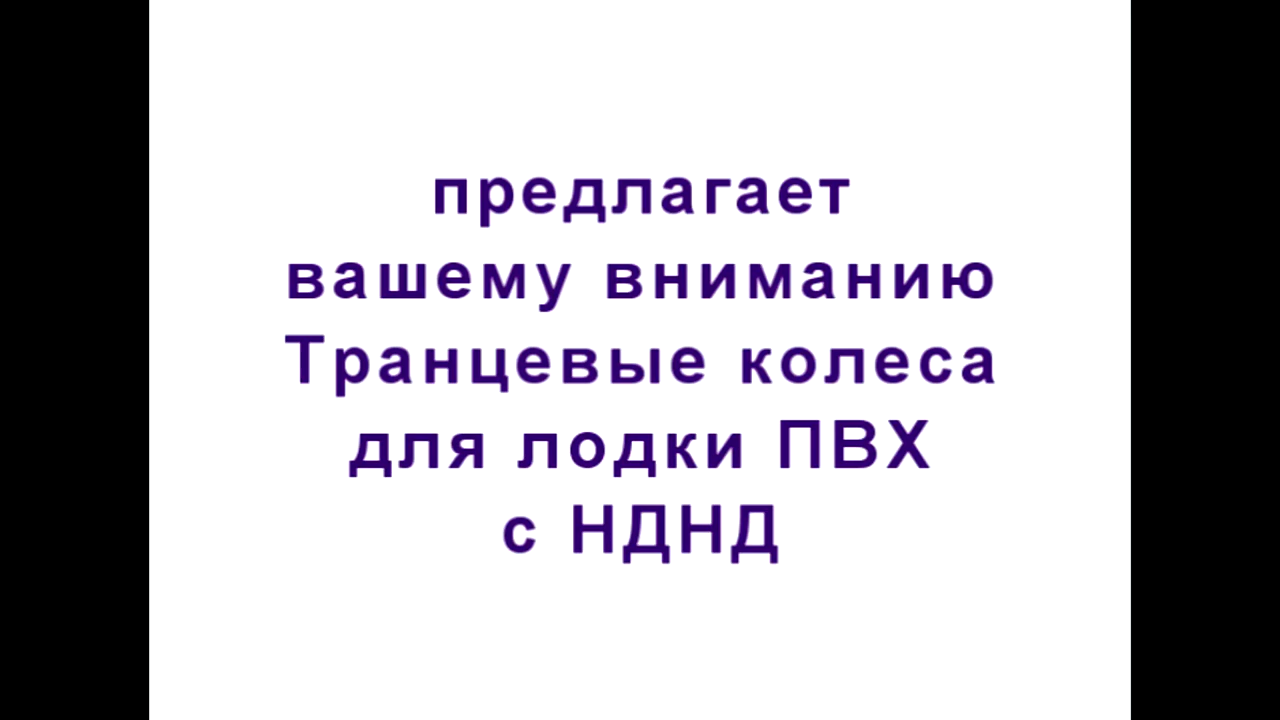 предлагает
вашему вниманию
Транцевые колеса
для лодки ПВХ
с НДНД